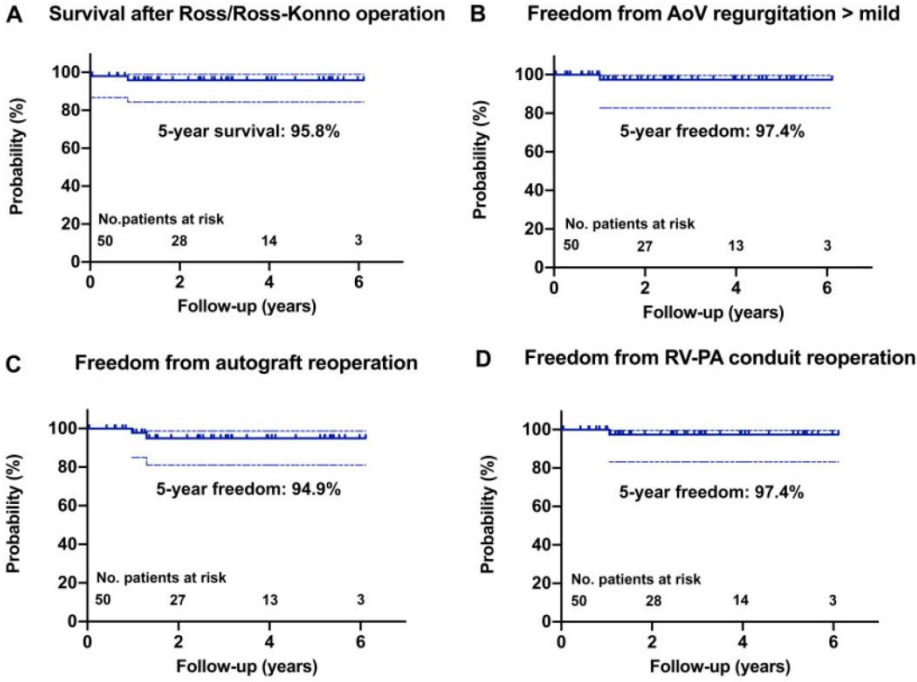 A Survival after Ross/Ross-Konno operation
Probability (%)
100
80
60
40
20
0
5-year survival: 95.8%
No.patients at risk
50 28 14 3
0 2 4 6
Follow-up (years)
B Freedom from AoV regurgitation > mild
Probability (%)
100
80
60
40
20
0
5-year freedom: 97.4%
No. patients at risk
50 27 13 3
0 2 4 6
Follow-up (years)
C Freedom from autograft reoperation
Probability (%)
100
80
60
40
20
0
5-year freedom: 94.9%
No. patients at risk
50 27 13 3
0 2 4 6
Follow-up (years)
D Freedom from RV-PA conduit reoperation
Probability (%)
100
80
60
40
20
0
5-year freedom: 97.4%
No. patients at risk
50 28 14 3
0 2 4 6
Follow-up (years)